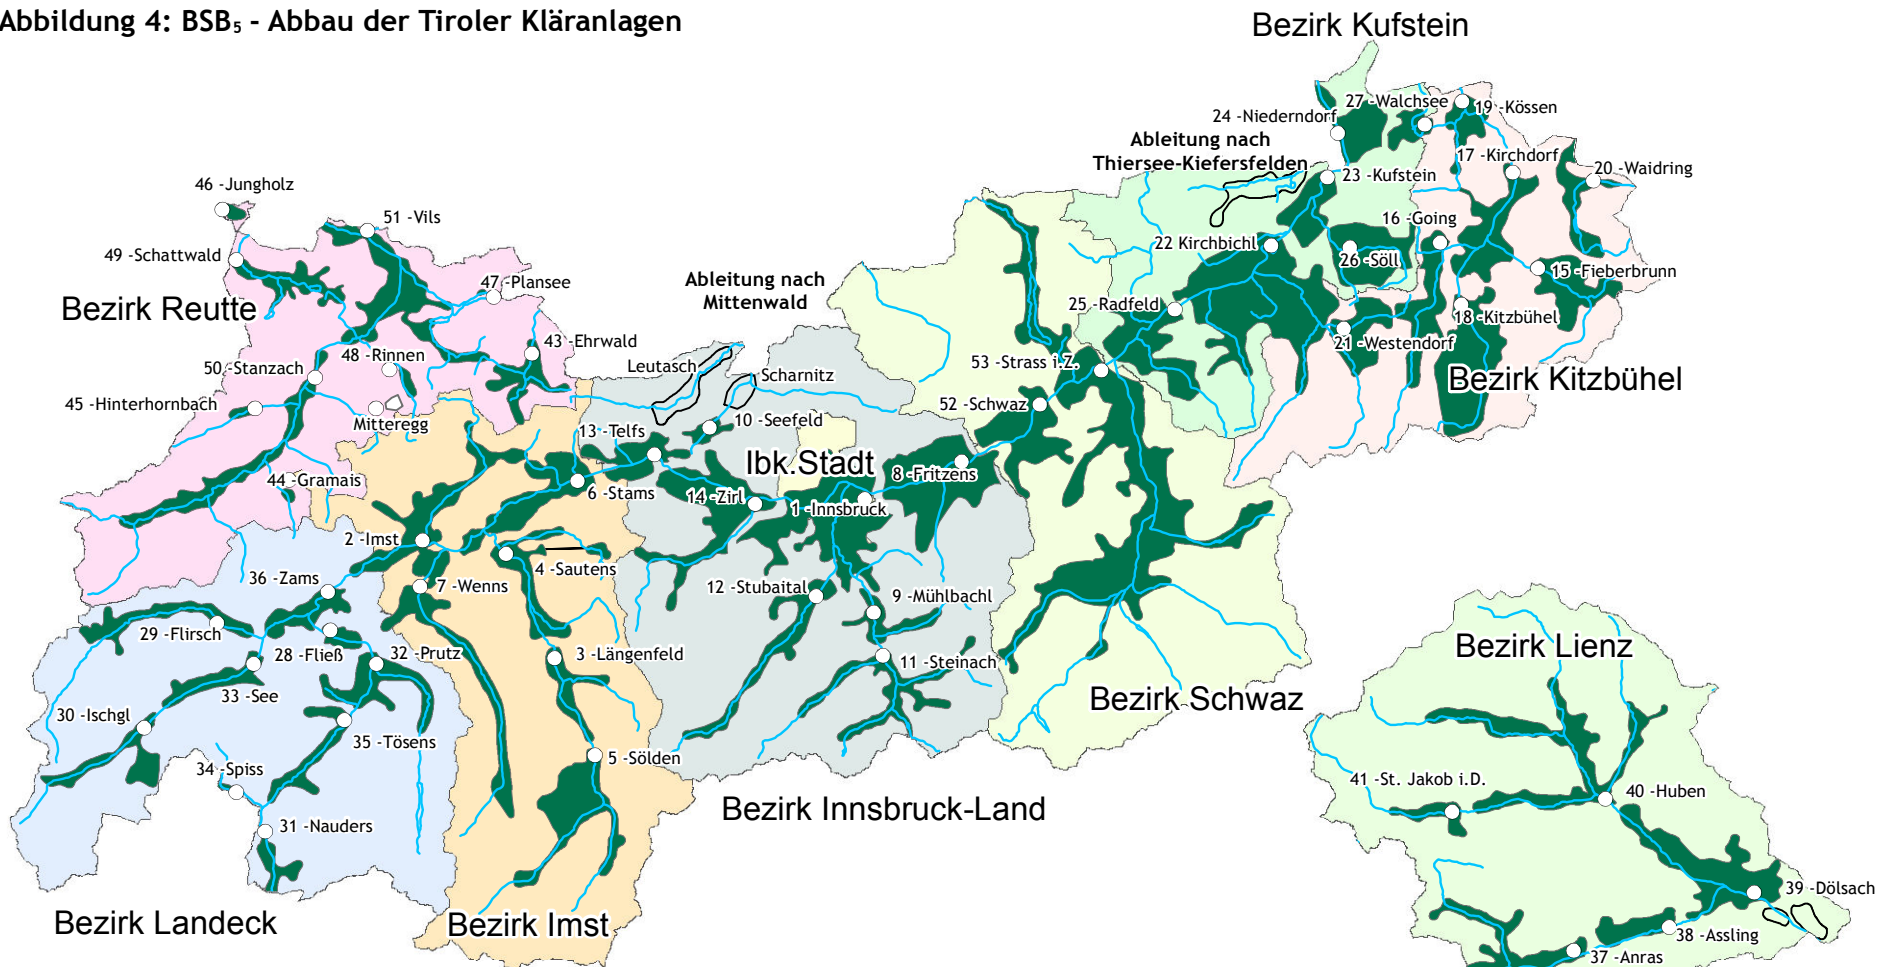 Abbildung 4: BSB₅ - Abbau der Tiroler Kläranlagen
Bezirk Kufstein
27 -Walchsee
19 -Kössen
24 -Niederndorf
Ableitung nach
Thiersee-Kiefersfelden
17 -Kirchdorf
20 -Waidring
23 -Kufstein
46 -Jungholz
51 -Vils
16 -Going
22 Kirchbichl
49 -Schattwald
26 -Söll
15 -Fieberbrunn
47 -Plansee
Ableitung nach
Mittenwald
Bezirk Reutte
25 -Radfeld
18 -Kitzbühel
43 -Ehrwald
21 -Westendorf
48 -Rinnen
50 -Stanzach
Leutasch
Scharnitz
53 -Strass i.Z.
Bezirk Kitzbühel
45 -Hinterhornbach
52 -Schwaz
Mitteregg
10 -Seefeld
13 -Telfs
Ibk.Stadt
8 -Fritzens
44 -Gramais
6 -Stams
14 -Zirl
1 -Innsbruck
2 -Imst
4 -Sautens
36 -Zams
7 -Wenns
12 -Stubaital
9 -Mühlbachl
29 -Flirsch
28 -Fließ
32 -Prutz
3 -Längenfeld
11 -Steinach
Bezirk Lienz
33 -See
Bezirk Schwaz
30 -Ischgl
35 -Tösens
5 -Sölden
34 -Spiss
41 -St. Jakob i.D.
40 -Huben
Bezirk Innsbruck-Land
31 -Nauders
39 -Dölsach
Bezirk Landeck
Bezirk Imst
38 -Assling
37 -Anras